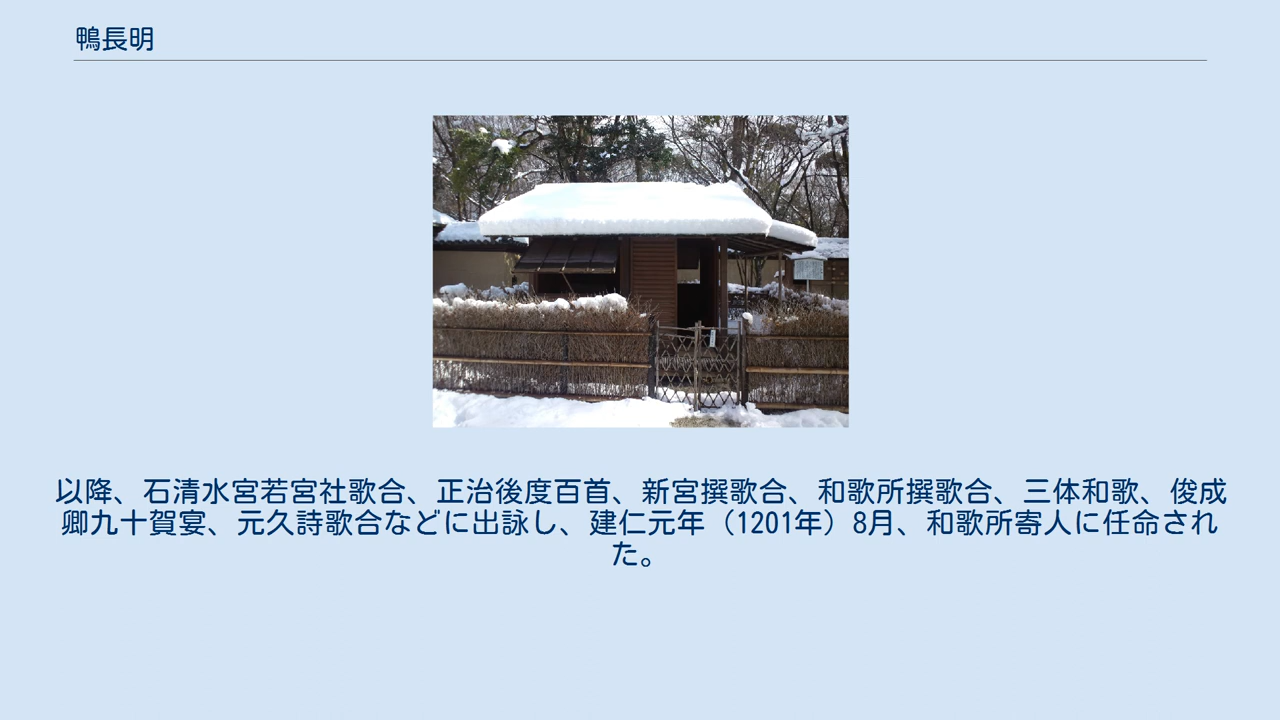 鴨長明
以降、石清水宮若宮社歌合、正治後度百首、新宮撰歌合、和歌所撰歌合、三体和歌、俊成
卿九十賀宴、元久詩歌合などに出詠し、建仁元年（1201年）8月、和歌所寄人に任命され
た。